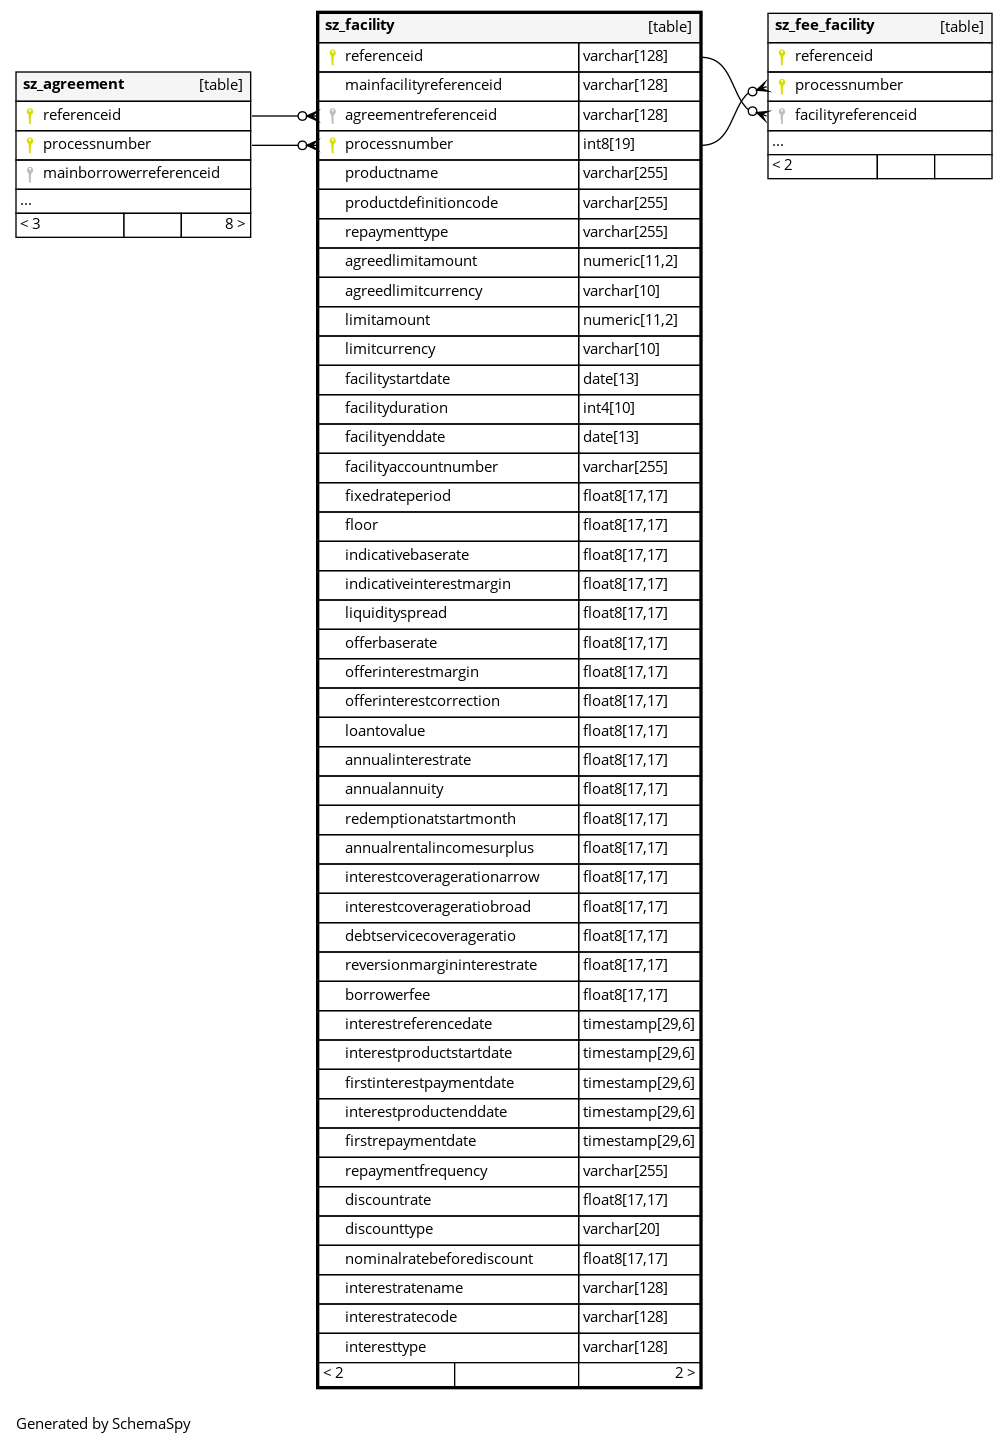 sz_agreement [table]
referenceid
processnumber
mainborrowerreferenceid
...
< 3 8 >
sz_facility [table]
referenceid varchar[128]
mainfacilityreferenceid varchar[128]
agreementreferenceid varchar[128]
processnumber int8[19]
productname varchar[255]
productdefinitioncode varchar[255]
repaymenttype varchar[255]
agreedlimitamount numeric[11,2]
agreedlimitcurrency varchar[10]
limitamount numeric[11,2]
limitcurrency varchar[10]
facilitystartdate date[13]
facilityduration int4[10]
facilityenddate date[13]
facilityaccountnumber varchar[255]
fixedrateperiod float8[17,17]
floor float8[17,17]
indicativebaserate float8[17,17]
indicativeinterestmargin float8[17,17]
liquidityspread float8[17,17]
offerbaserate float8[17,17]
offerinterestmargin float8[17,17]
offerinterestcorrection float8[17,17]
loantovalue float8[17,17]
annualinterestrate float8[17,17]
annualannuity float8[17,17]
redemptionatstartmonth float8[17,17]
annualrentalincomesurplus float8[17,17]
interestcoveragerationarrow float8[17,17]
interestcoverageratiobroad float8[17,17]
debtservicecoverageratio float8[17,17]
reversionmargininterestrate float8[17,17]
borrowerfee float8[17,17]
interestreferencedate timestamp[29,6]
interestproductstartdate timestamp[29,6]
firstinterestpaymentdate timestamp[29,6]
interestproductenddate timestamp[29,6]
firstrepaymentdate timestamp[29,6]
repaymentfrequency varchar[255]
discountrate float8[17,17]
discounttype varchar[20]
nominalratebeforediscount float8[17,17]
interestratename varchar[128]
interestratecode varchar[128]
interesttype varchar[128]
< 2 2 >
sz_fee_facility [table]
referenceid
processnumber
facilityreferenceid
...
< 2
Generated by SchemaSpy